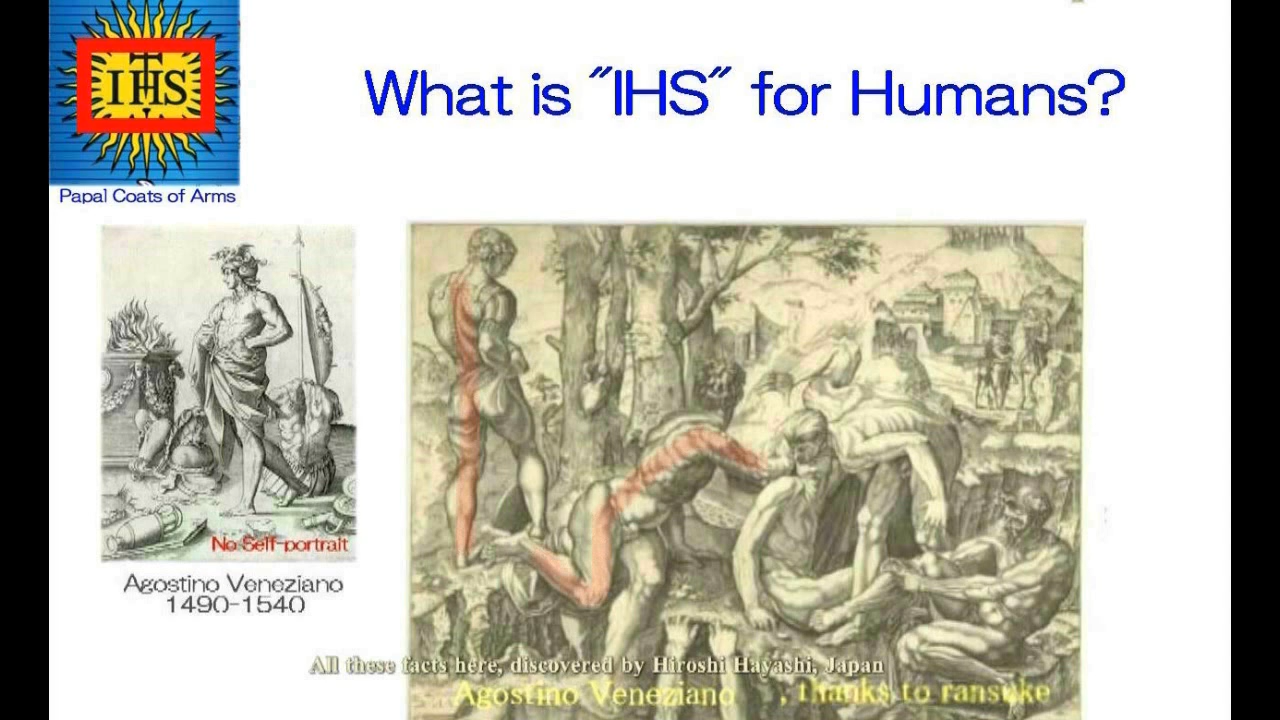 IHS
What is "IHS" for Humans?
Papal Coats of Arms
No Self-portrait
Agostino Veneziano
1490-1540
All these facts here, discovered by Hiroshi Hayashi, Japan
Agostino Veneziano , thanks to ransuke